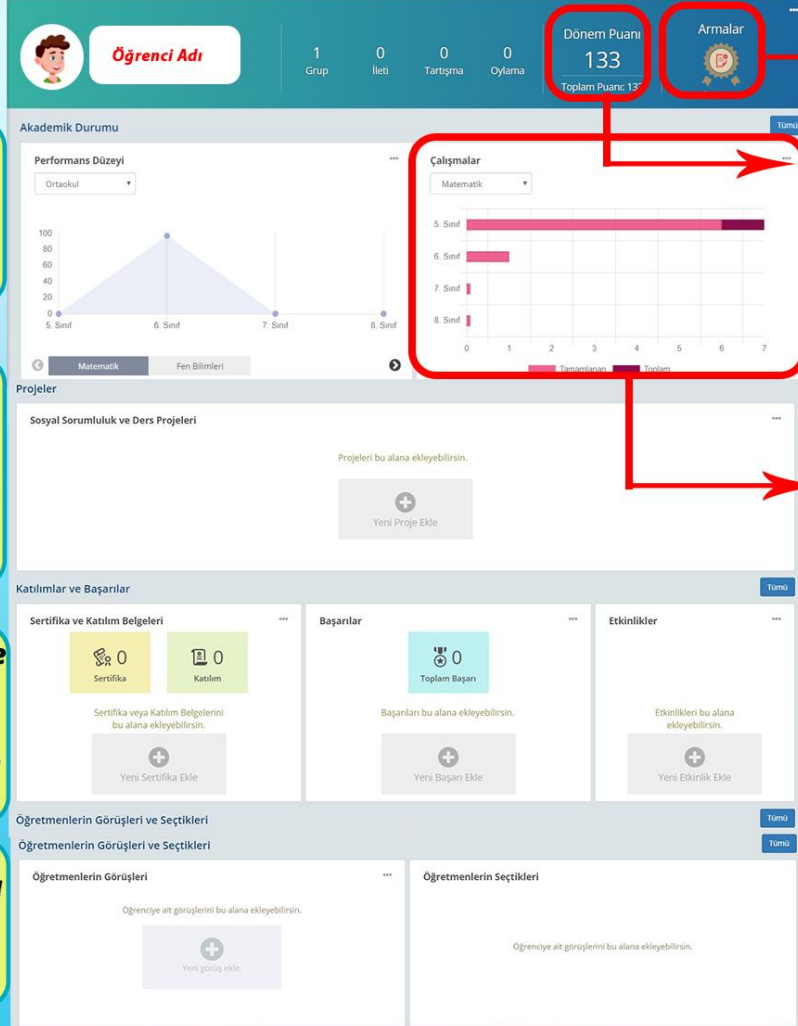 Öğrenci Adı
1
Grup
0
İleti
0
Tartışma
0
Oylama
Dönem Puanı
133
Toplam Puanı: 133
Armalar
Akademik Durumu
Tümü
Performans Düzeyi
Ortaokul
100
80
60
40
20
0
5. Sınıf
6. Sınıf
7. Sınıf
8. Sınıf
Matematik
Fen Bilimleri
Çalışmalar
Matematik
5. Sınıf
6. Sınıf
7. Sınıf
8. Sınıf
0 1 2 3 4 5 6 7
Tamamlanan Toplam
Projeler
Sosyal Sorumluluk ve Ders Projeleri
Projeleri bu alana ekleyebilirsin.
Yeni Proje Ekle
Katılımlar ve Başarılar
Tümü
Sertifika ve Katılım Belgeleri
0
Sertifika
0
Katılım
Sertifika veya Katılım Belgelerini
bu alana ekleyebilirsin.
Yeni Sertifika Ekle
Başarılar
0
Toplam Başarı
Başarıları bu alana ekleyebilirsin.
Yeni Başarı Ekle
Etkinlikler
Etkinlikleri bu alana
ekleyebilirsin.
Yeni Etkinlik Ekle
Öğretmenlerin Görüşleri ve Seçtikleri
Tümü
Öğretmenlerin Görüşleri ve Seçtikleri
Tümü
Öğretmenlerin Görüşleri
Öğrenciye ait görüşlerini bu alana ekleyebilirsin.
Yeni görüş ekle.
Öğretmenlerin Seçtikleri
Öğrenciye ait görüşlerini bu alana ekleyebilirsin.